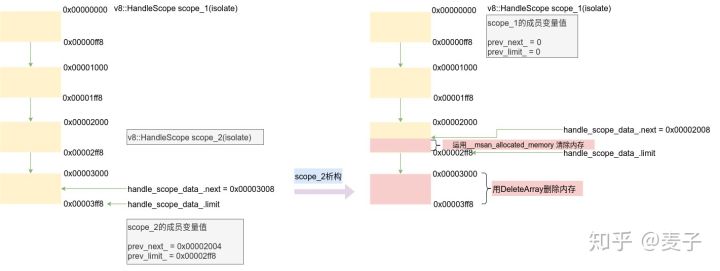 0x00000000
v8::HandleScope scope_1(isolate)
0x00000ff8
0x00001000
0x00001ff8
0x00002000
v8::HandleScope scope_2(isolate)
0x00002ff8
0x00003000
handle_scope_data_.next = 0x00003008
0x00003ff8
handle_scope_data_.limit
scope_2的成员变量值
prev_next_ = 0x00002004
prev_limit_ = 0x00002ff8
scope_2析构
0x00000000
v8::HandleScope scope_1(isolate)
scope_1的成员变量值
prev_next_ = 0
prev_limit_ = 0
0x00000ff8
0x00001000
0x00001ff8
0x00002000
handle_scope_data_.next = 0x00002008
运用__msan_allocated_memory 清除内存
0x00002ff8
handle_scope_data_.limit
0x00003000
用DeleteArray删除内存
0x00003ff8
知乎 @麦子